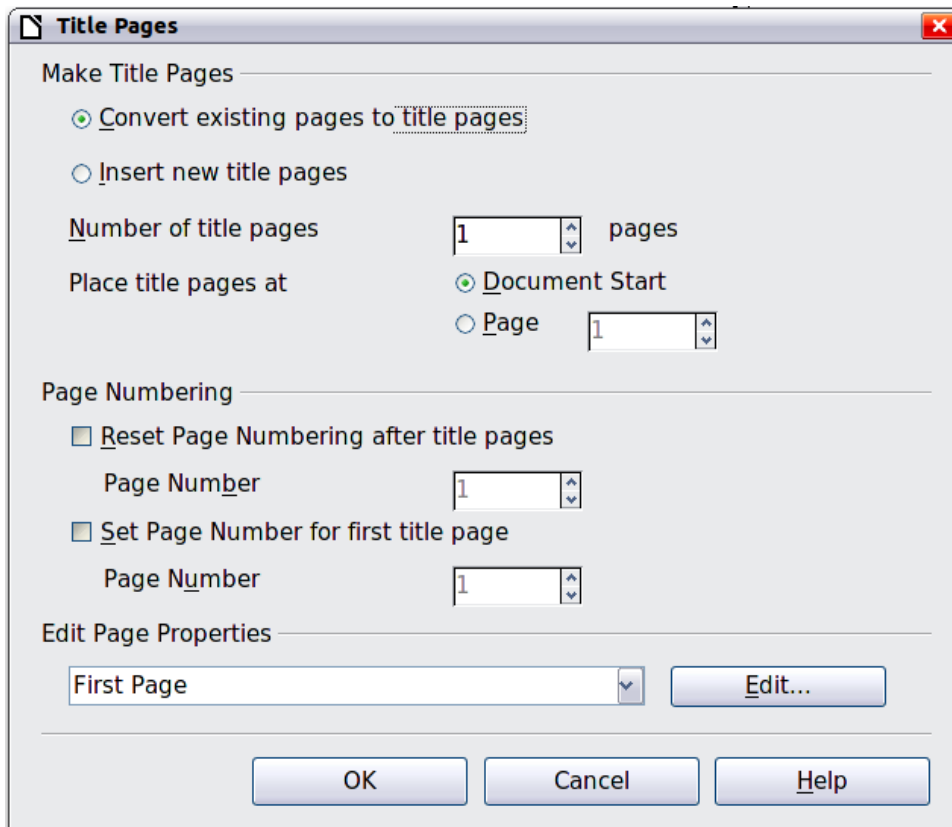 Title Pages
Make Title Pages
Convert existing pages to title pages
Insert new title pages
Number of title pages 1 pages
Place title pages at Document Start
Page 1
Page Numbering
Reset Page Numbering after title pages
Page Number 1
Set Page Number for first title page
Page Number 1
Edit Page Properties
First Page Edit...
OK Cancel Help